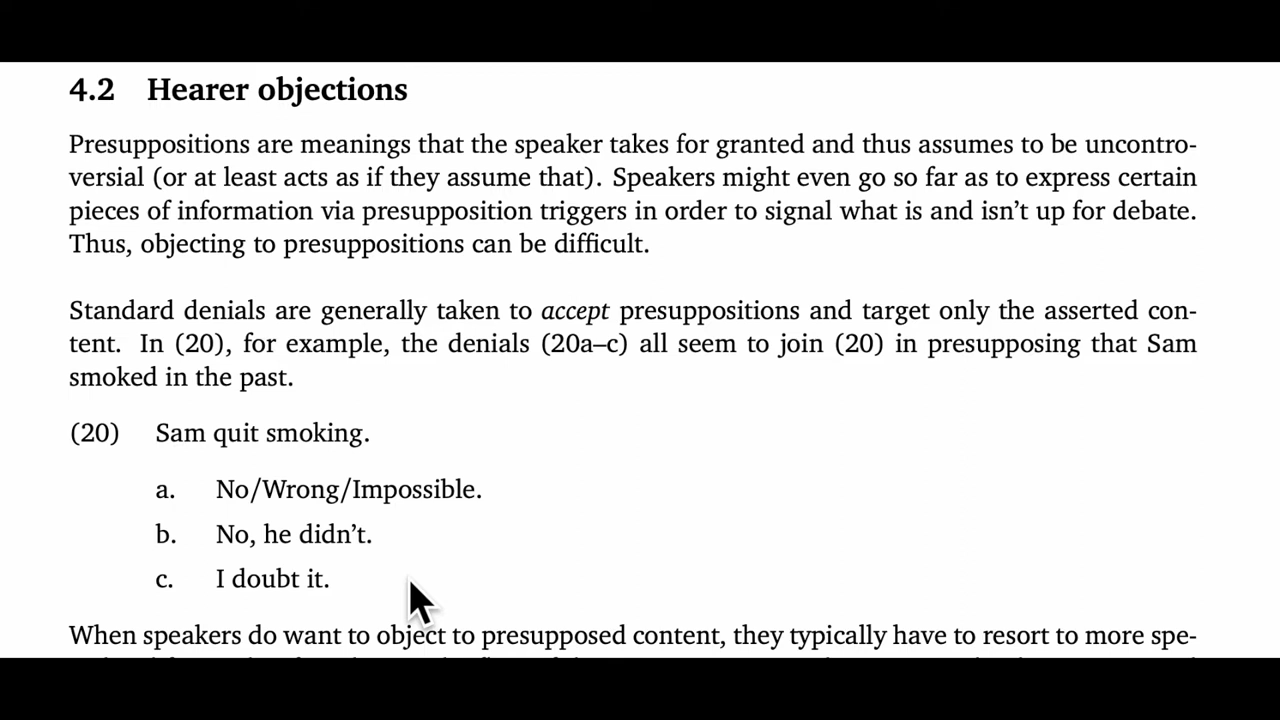 4.2 Hearer objections
Presuppositions are meanings that the speaker takes for granted and thus assumes to be uncontro-
versial (or at least acts as if they assume that). Speakers might even go so far as to express certain
pieces of information via presupposition triggers in order to signal what is and isn't up for debate.
Thus, objecting to presuppositions can be difficult.
Standard denials are generally taken to accept presuppositions and target only the asserted con-
tent. In (20), for example, the denials (20a–c) all seem to join (20) in presupposing that Sam
smoked in the past.
(20) Sam quit smoking.
a. No/Wrong/Impossible.
b. No, he didn't.
c. I doubt it.
When speakers do want to object to presupposed content, they typically have to resort to more spe-